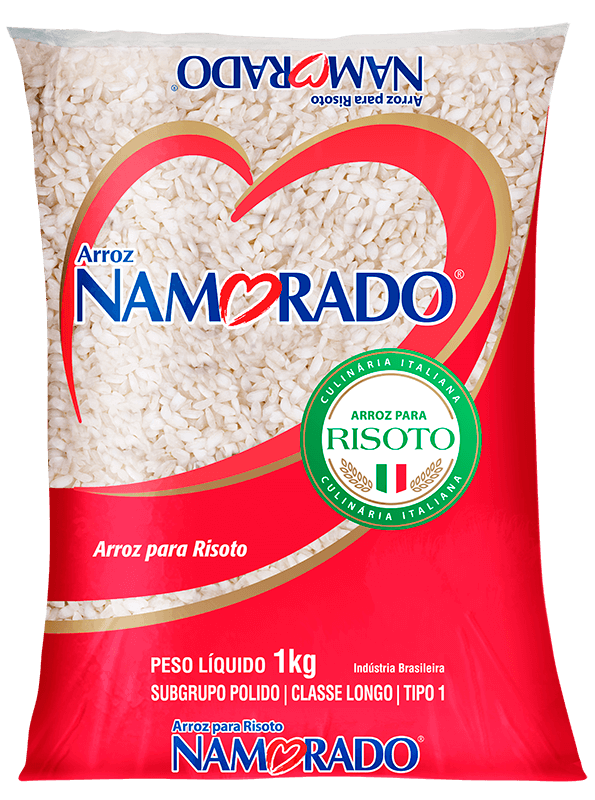 NAMORADO®
Arroz para Risoto
Arroz
NAMORADO®
CULINÁRIA ITALIANA
ARROZ PARA
RISOTO
CULINÁRIA ITALIANA
Arroz para Risoto
PESO LÍQUIDO 1kg
Indústria Brasileira
SUBGRUPO POLIDO | CLASSE LONGO | TIPO 1
Arroz para Risoto
NAMORADO®